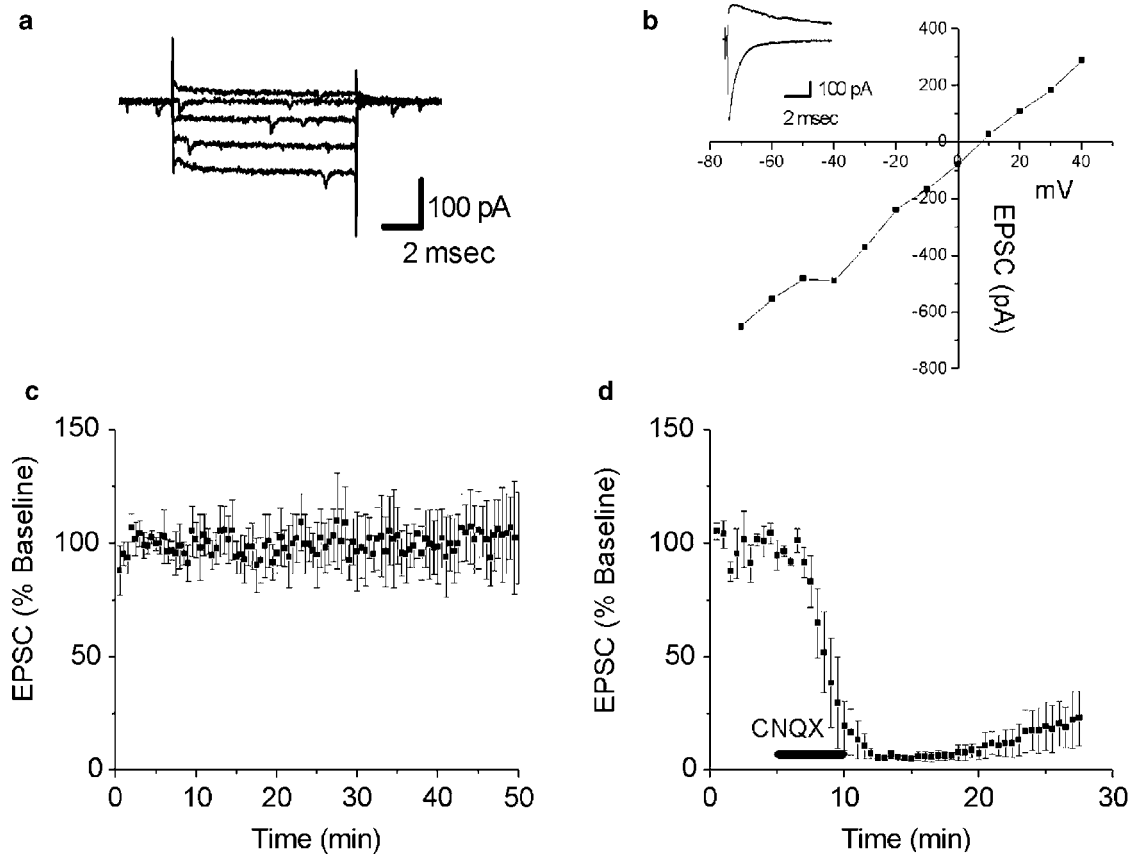 a
100 pA
2 msec
b
100 pA
2 msec
400
200
0
-200
-400
-600
-800
-80 -60 -40 -20 0 20 40
mV
EPSC (pA)
c
150
100
50
0
EPSC (% Baseline)
0 10 20 30 40 50
Time (min)
d
150
100
50
0
EPSC (% Baseline)
CNQX
0 10 20 30
Time (min)